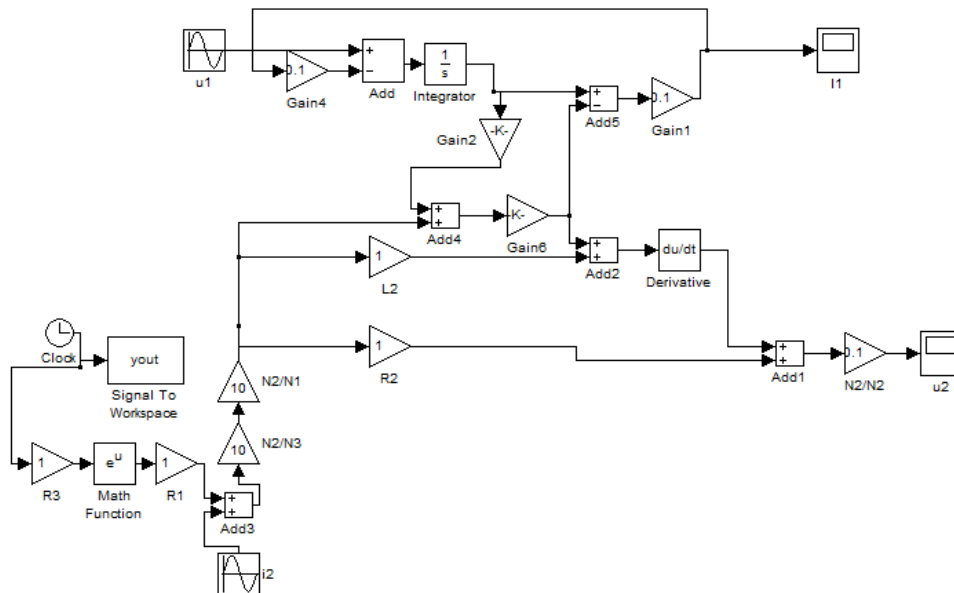 u1
0.1
Gain4
+
−
Add
1
s
Integrator
+
−
Add5
0.1
Gain1
I1
-K-
Gain2
+
+
Add4
-K-
Gain6
+
+
Add2
du/dt
Derivative
1
L2
1
R2
+
+
Add1
0.1
N2/N2
u2
Clock
yout
Signal To
Workspace
10
N2/N1
10
N2/N3
1
R3
e^u
Math
Function
1
R1
+
+
Add3
i2